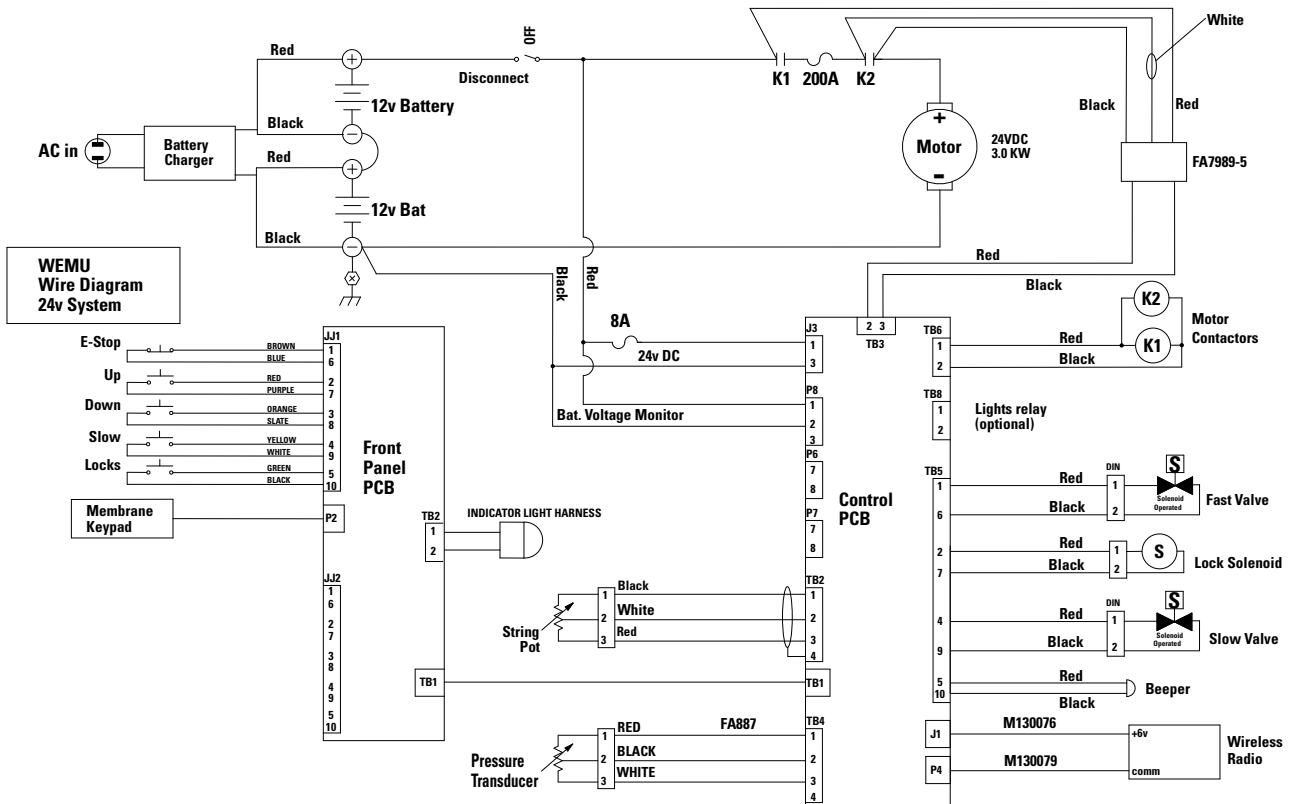 White
OFF
Red
Disconnect
K1 200A K2
12v Battery
Black
Red
Black
AC in
Battery
Charger
Motor
+
-
24VDC
3.0 KW
FA7989-5
Red
12v Bat
Black
WEMU
Wire Diagram
24v System
Black
Red
Red
Black
8A
24v DC
Bat. Voltage Monitor
E-Stop
BROWN
BLUE
Up
RED
PURPLE
Down
ORANGE
SLATE
Slow
YELLOW
WHITE
Locks
GREEN
BLACK
JJ1
1
6
2
7
3
8
4
9
5
10
Front
Panel
PCB
Membrane
Keypad
P2
TB2
1
2
INDICATOR LIGHT HARNESS
JJ2
1
6
2
7
3
8
4
9
5
10
TB1
J3
1
3
P8
1
2
3
P6
7
8
P7
7
8
TB2
1
2
3
4
TB1
TB4
1
2
3
4
Control
PCB
2 3
TB3
String
Pot
1
2
3
Black
White
Red
Pressure
Transducer
1
2
3
RED
BLACK
WHITE
FA887
TB6
1
2
Red
Black
K2
K1
Motor
Contactors
TB8
1
2
Lights relay
(optional)
TB5
1
6
2
7
4
9
5
10
Red
Black
DIN
1
2
S
Solenoid
Operated
Fast Valve
Red
Black
1
2
S
Lock Solenoid
Red
Black
DIN
1
2
S
Solenoid
Operated
Slow Valve
Red
Black
Beeper
J1
M130076
+6v
P4
M130079
comm
Wireless
Radio